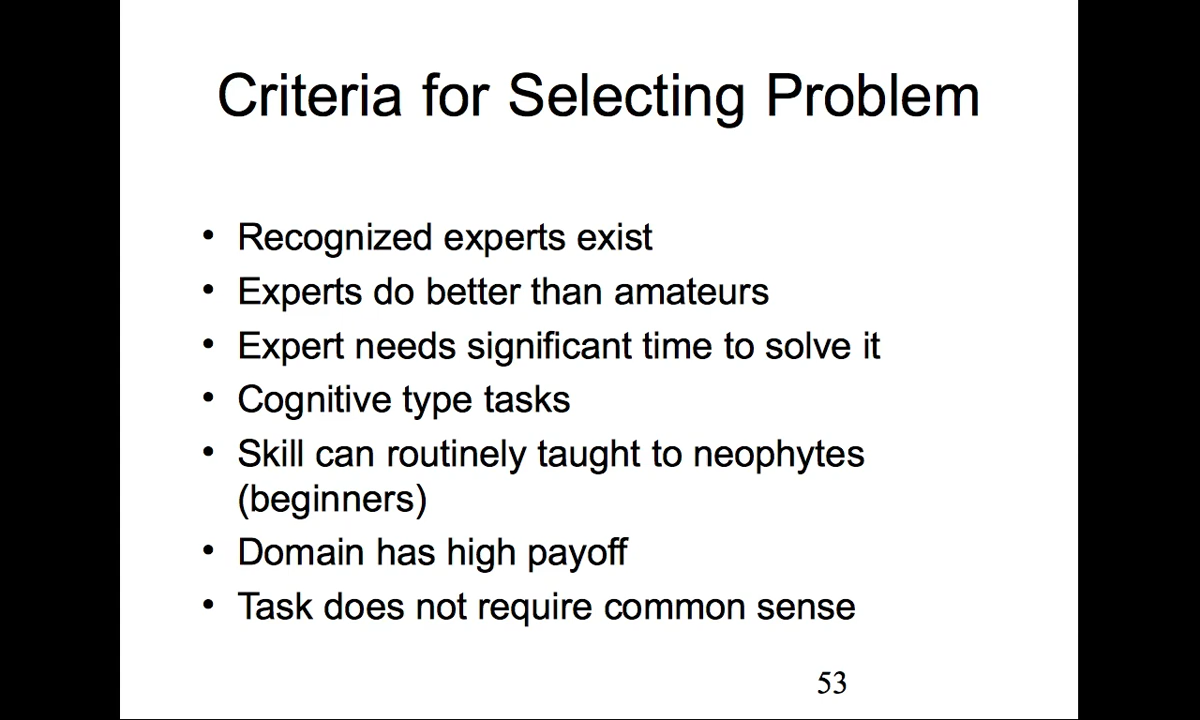 Criteria for Selecting Problem
• Recognized experts exist
• Experts do better than amateurs
• Expert needs significant time to solve it
• Cognitive type tasks
• Skill can routinely taught to neophytes
(beginners)
• Domain has high payoff
• Task does not require common sense
53